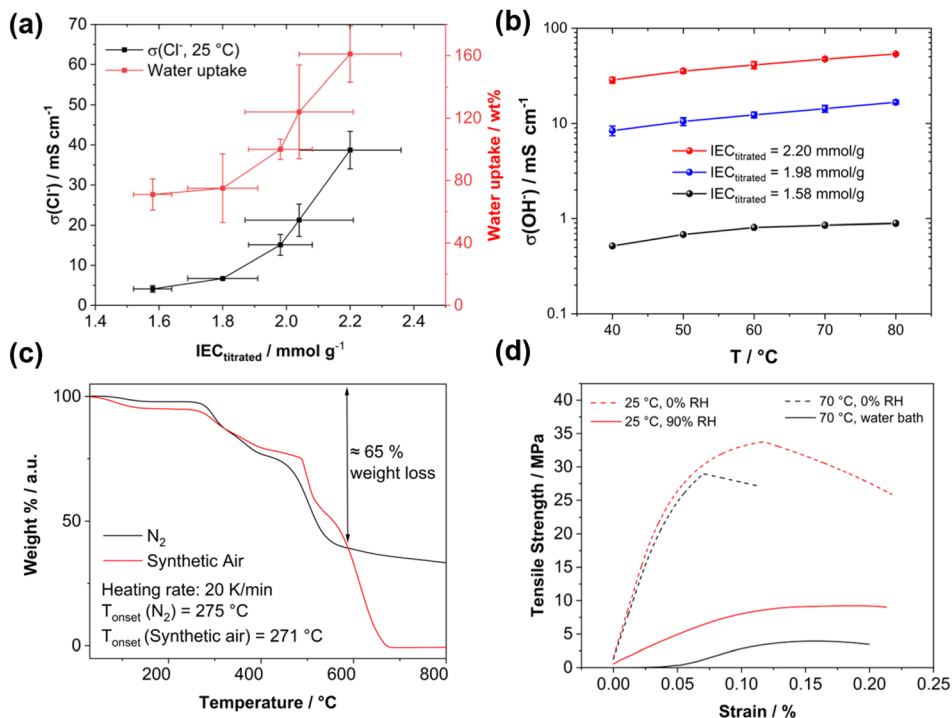 (a)
70
60
50
40
30
20
10
0
σ(Cl⁻) / mS cm⁻¹
σ(Cl⁻, 25 °C)
Water uptake
160
120
80
40
0
Water uptake / wt%
1.4 1.6 1.8 2.0 2.2 2.4
IECtitrated / mmol g⁻¹
(b)
100
10
1
0.1
σ(OH⁻) / mS cm⁻¹
IECtitrated = 2.20 mmol/g
IECtitrated = 1.98 mmol/g
IECtitrated = 1.58 mmol/g
40 50 60 70 80
T / °C
(c)
100
50
0
Weight % / a.u.
≈ 65 %
weight loss
N₂
Synthetic Air
Heating rate: 20 K/min
Tonset (N₂) = 275 °C
Tonset (Synthetic air) = 271 °C
200 400 600 800
Temperature / °C
(d)
40
35
30
25
20
15
10
5
0
Tensile Strength / MPa
25 °C, 0% RH
25 °C, 90% RH
70 °C, 0% RH
70 °C, water bath
0.00 0.05 0.10 0.15 0.20 0.25
Strain / %